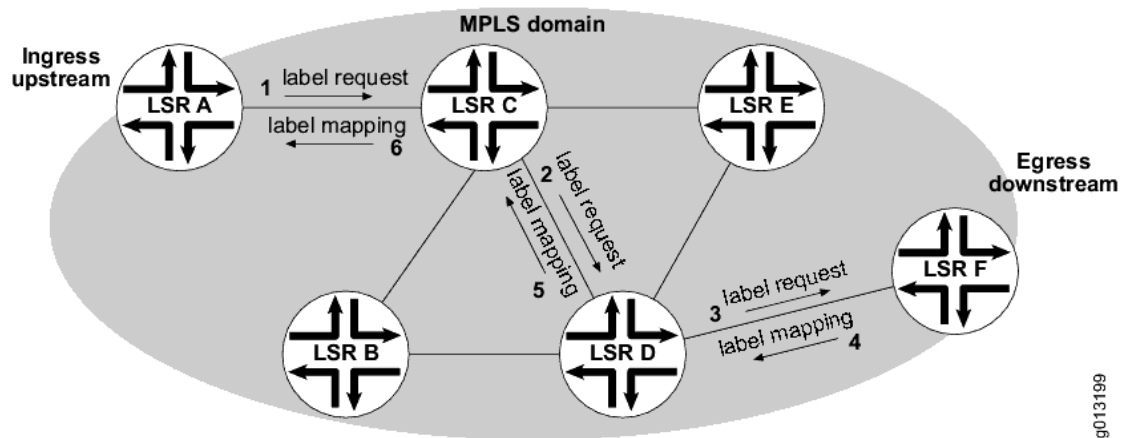 MPLS domain
Ingress
upstream
1 label request
LSR A
LSR C
LSR E
label mapping
6
Egress
downstream
2 label request
label mapping
5
LSR F
3 label request
label mapping 4
LSR B
LSR D
g013199